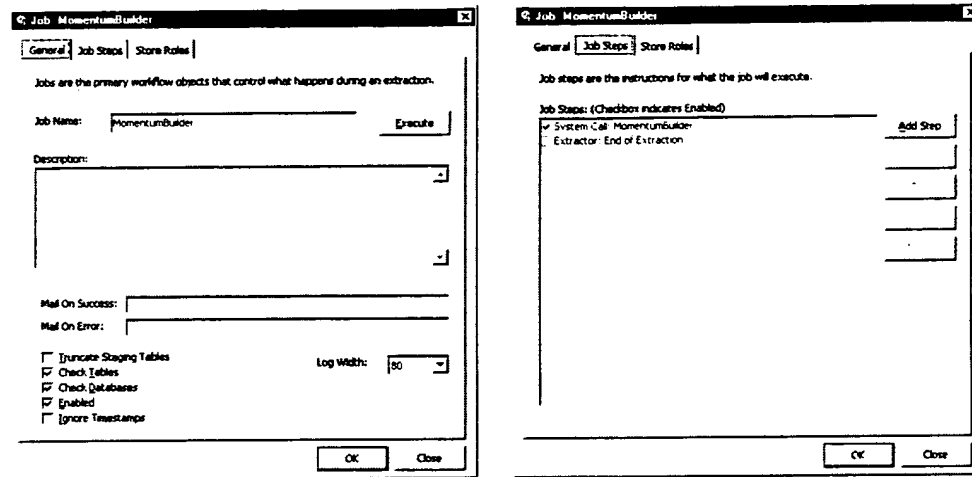 Job MomentumBuilder
General Job Steps Store Roles
Jobs are the primary workflow objects that control what happens during an extraction.
Job Name: MomentumBuilder Execute
Description:
Mail On Success:
Mail On Error:
Truncate Staging Tables
Check Tables
Check Databases
Enabled
Ignore Timestamps
Log Width: 80
OK Close
Job MomentumBuilder
General Job Steps Store Roles
Job steps are the instructions for what the job will execute.
Job Steps: (Checkbox indicates Enabled)
System Call: MomentumBuilder
Extractor: End of Extraction
Add Step
OK Close